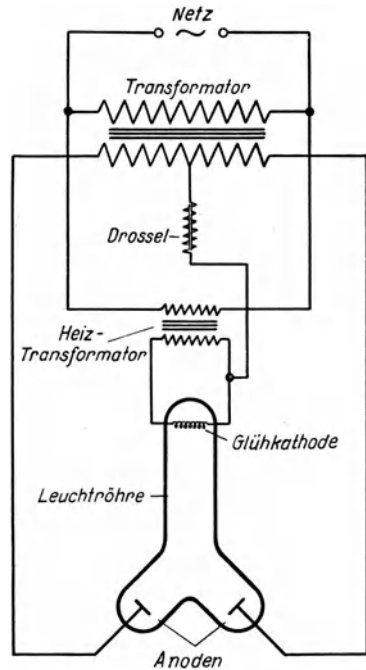 Netz
Transformator
Drossel
Heiz-
Transformator
Glühkathode
Leuchtröhre
Anoden